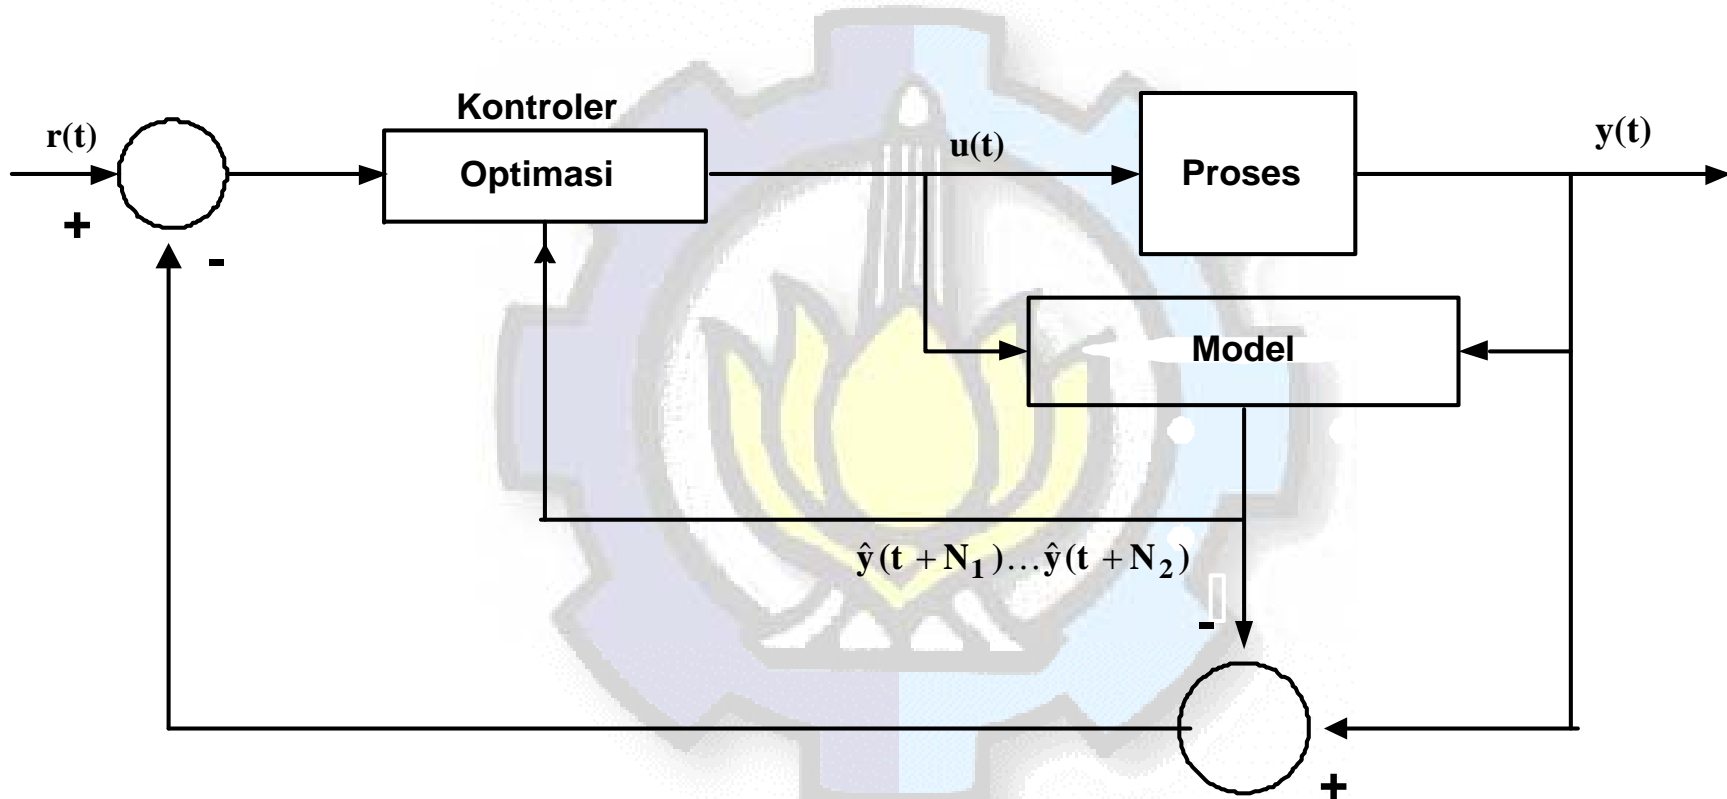 Kontroler
r(t)
Optimasi
u(t)
Proses
y(t)
+
-
Model
ŷ(t + N₁)...ŷ(t + N₂)
-
+